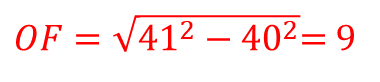 OF = √41² − 40² = 9